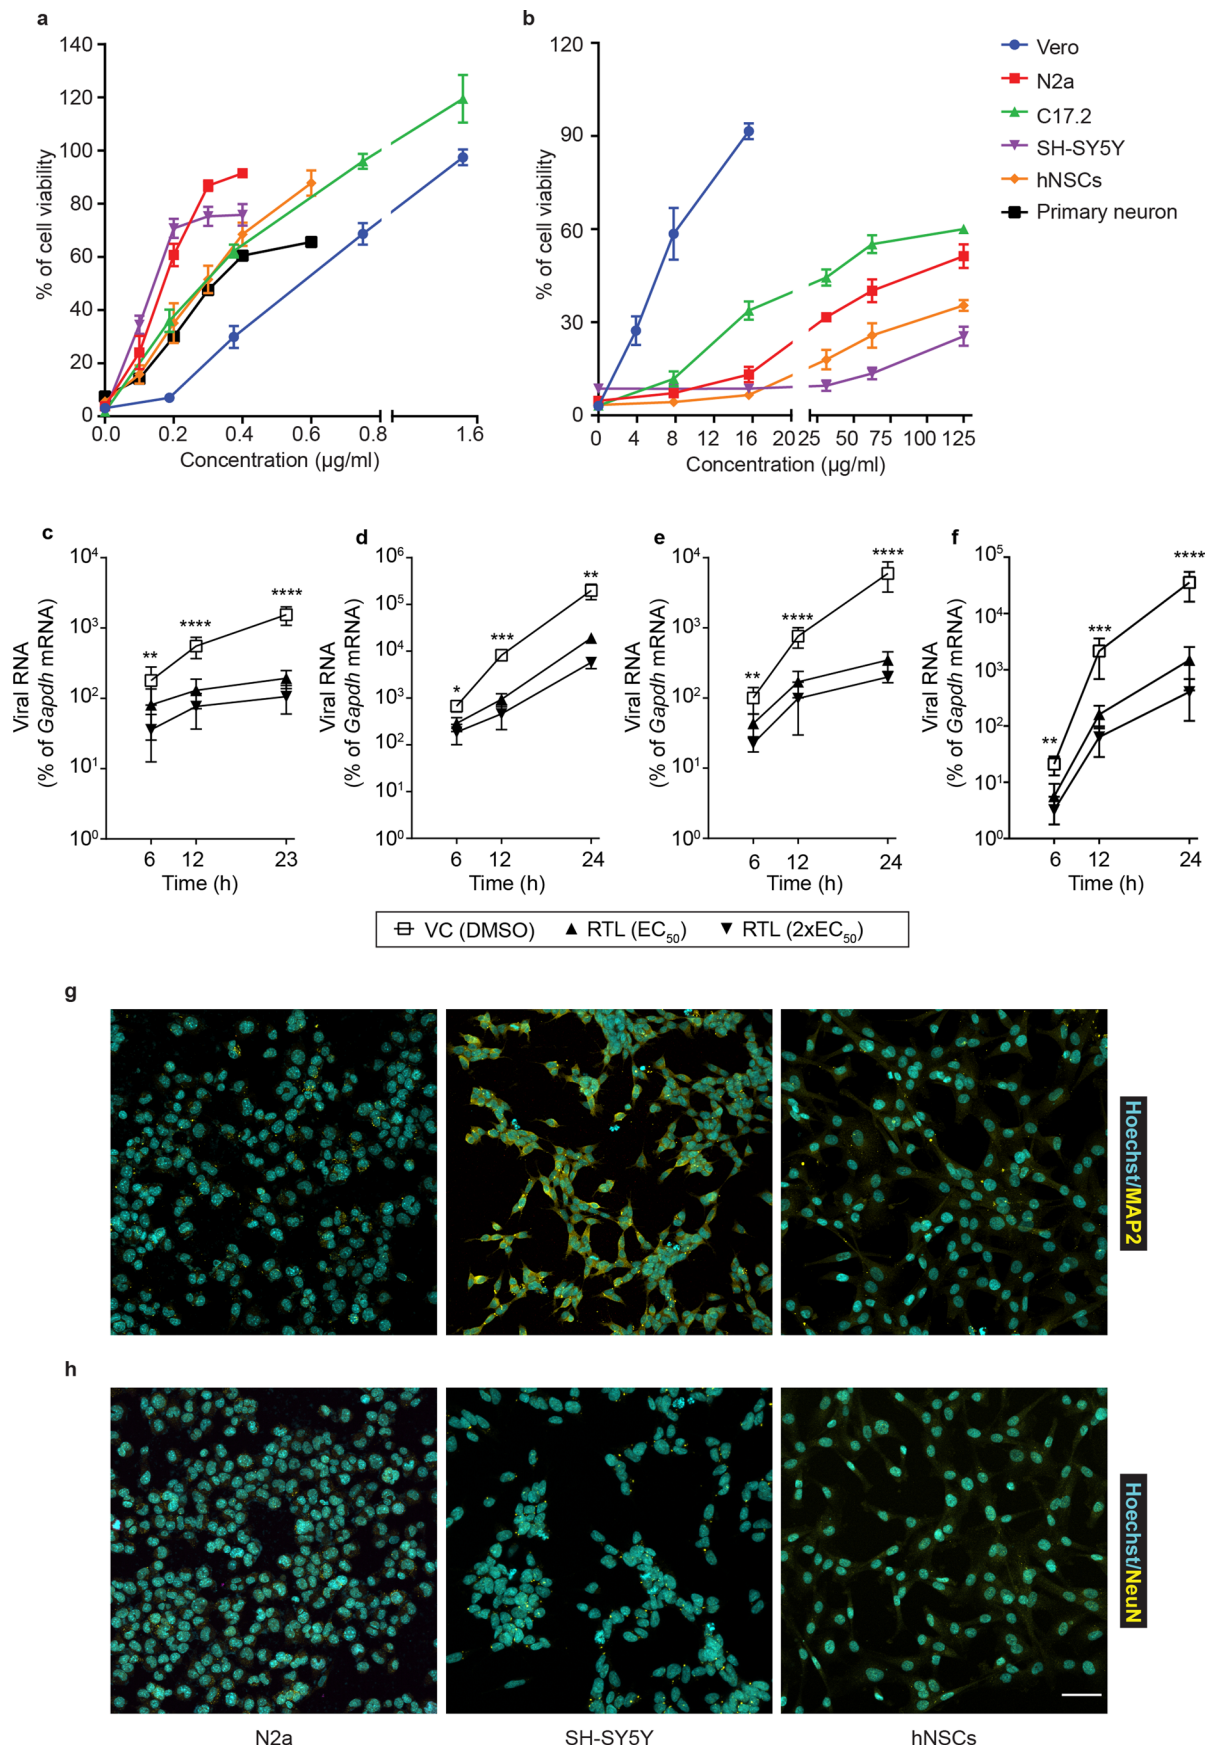 a
140
120
100
80
60
40
20
0
% of cell viability
0.0
0.2
0.4
0.6
0.8
1.6
Concentration (µg/ml)
b
120
90
60
30
0
% of cell viability
0
4
8
12
16
20
25
50
75
100
125
Concentration (µg/ml)
Vero
N2a
C17.2
SH-SY5Y
hNSCs
Primary neuron
c
10⁴
10³
10²
10¹
10⁰
Viral RNA
(% of Gapdh mRNA)
**
****
****
6
12
23
Time (h)
d
10⁶
10⁵
10⁴
10³
10²
10¹
10⁰
Viral RNA
(% of Gapdh mRNA)
*
***
**
6
12
24
Time (h)
e
10⁴
10³
10²
10¹
10⁰
Viral RNA
(% of Gapdh mRNA)
**
****
****
6
12
24
Time (h)
f
10⁵
10⁴
10³
10²
10¹
10⁰
Viral RNA
(% of Gapdh mRNA)
**
***
****
6
12
24
Time (h)
VC (DMSO)
RTL (EC₅₀)
RTL (2xEC₅₀)
g
Hoechst/MAP2
h
Hoechst/NeuN
N2a
SH-SY5Y
hNSCs